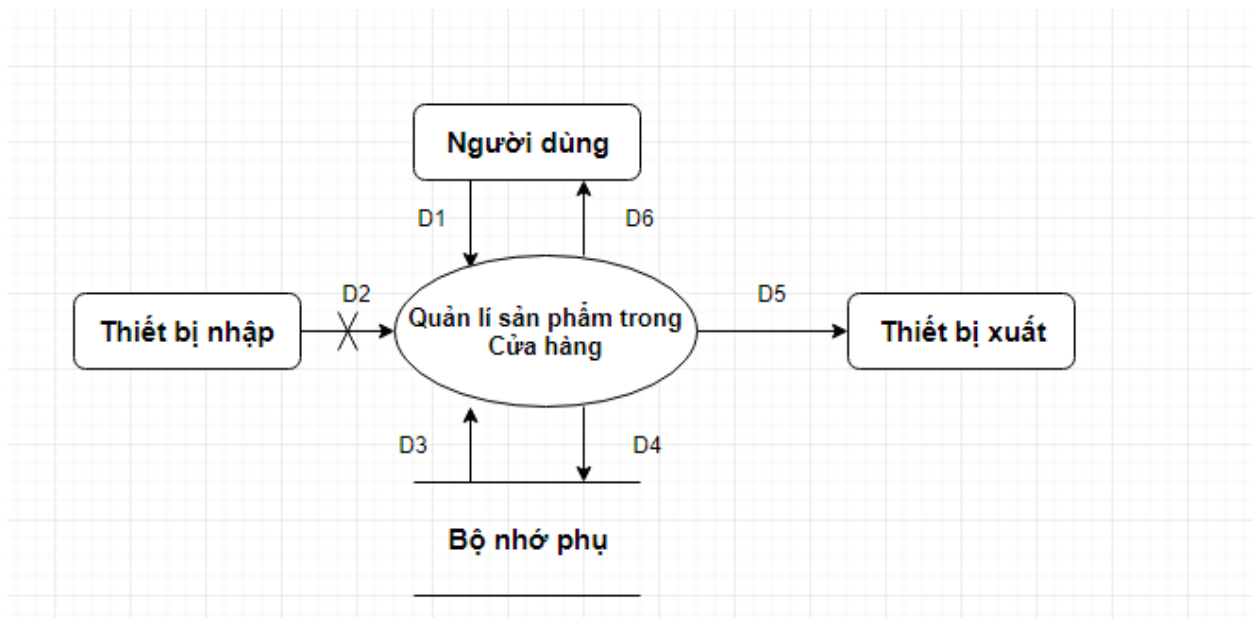 Người dùng
D1
D6
D2
D5
Thiết bị nhập
Quản lí sản phẩm trong
Cửa hàng
Thiết bị xuất
D3
D4
Bộ nhớ phụ